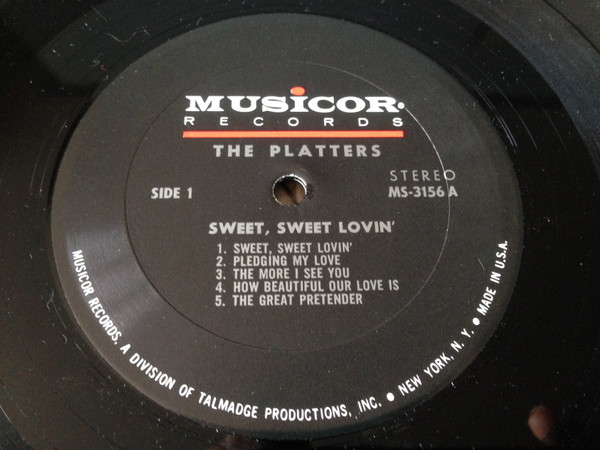 MUSICOR
RECORDS
THE PLATTERS
STEREO
SIDE 1
MS-3156 A
SWEET, SWEET LOVIN'
1. SWEET, SWEET LOVIN'
2. PLEDGING MY LOVE
3. THE MORE I SEE YOU
4. HOW BEAUTIFUL OUR LOVE IS
5. THE GREAT PRETENDER
MUSICOR RECORDS, A DIVISION OF TALMADGE PRODUCTIONS, INC. ● NEW YORK, N. Y. ● MADE IN U.S.A.